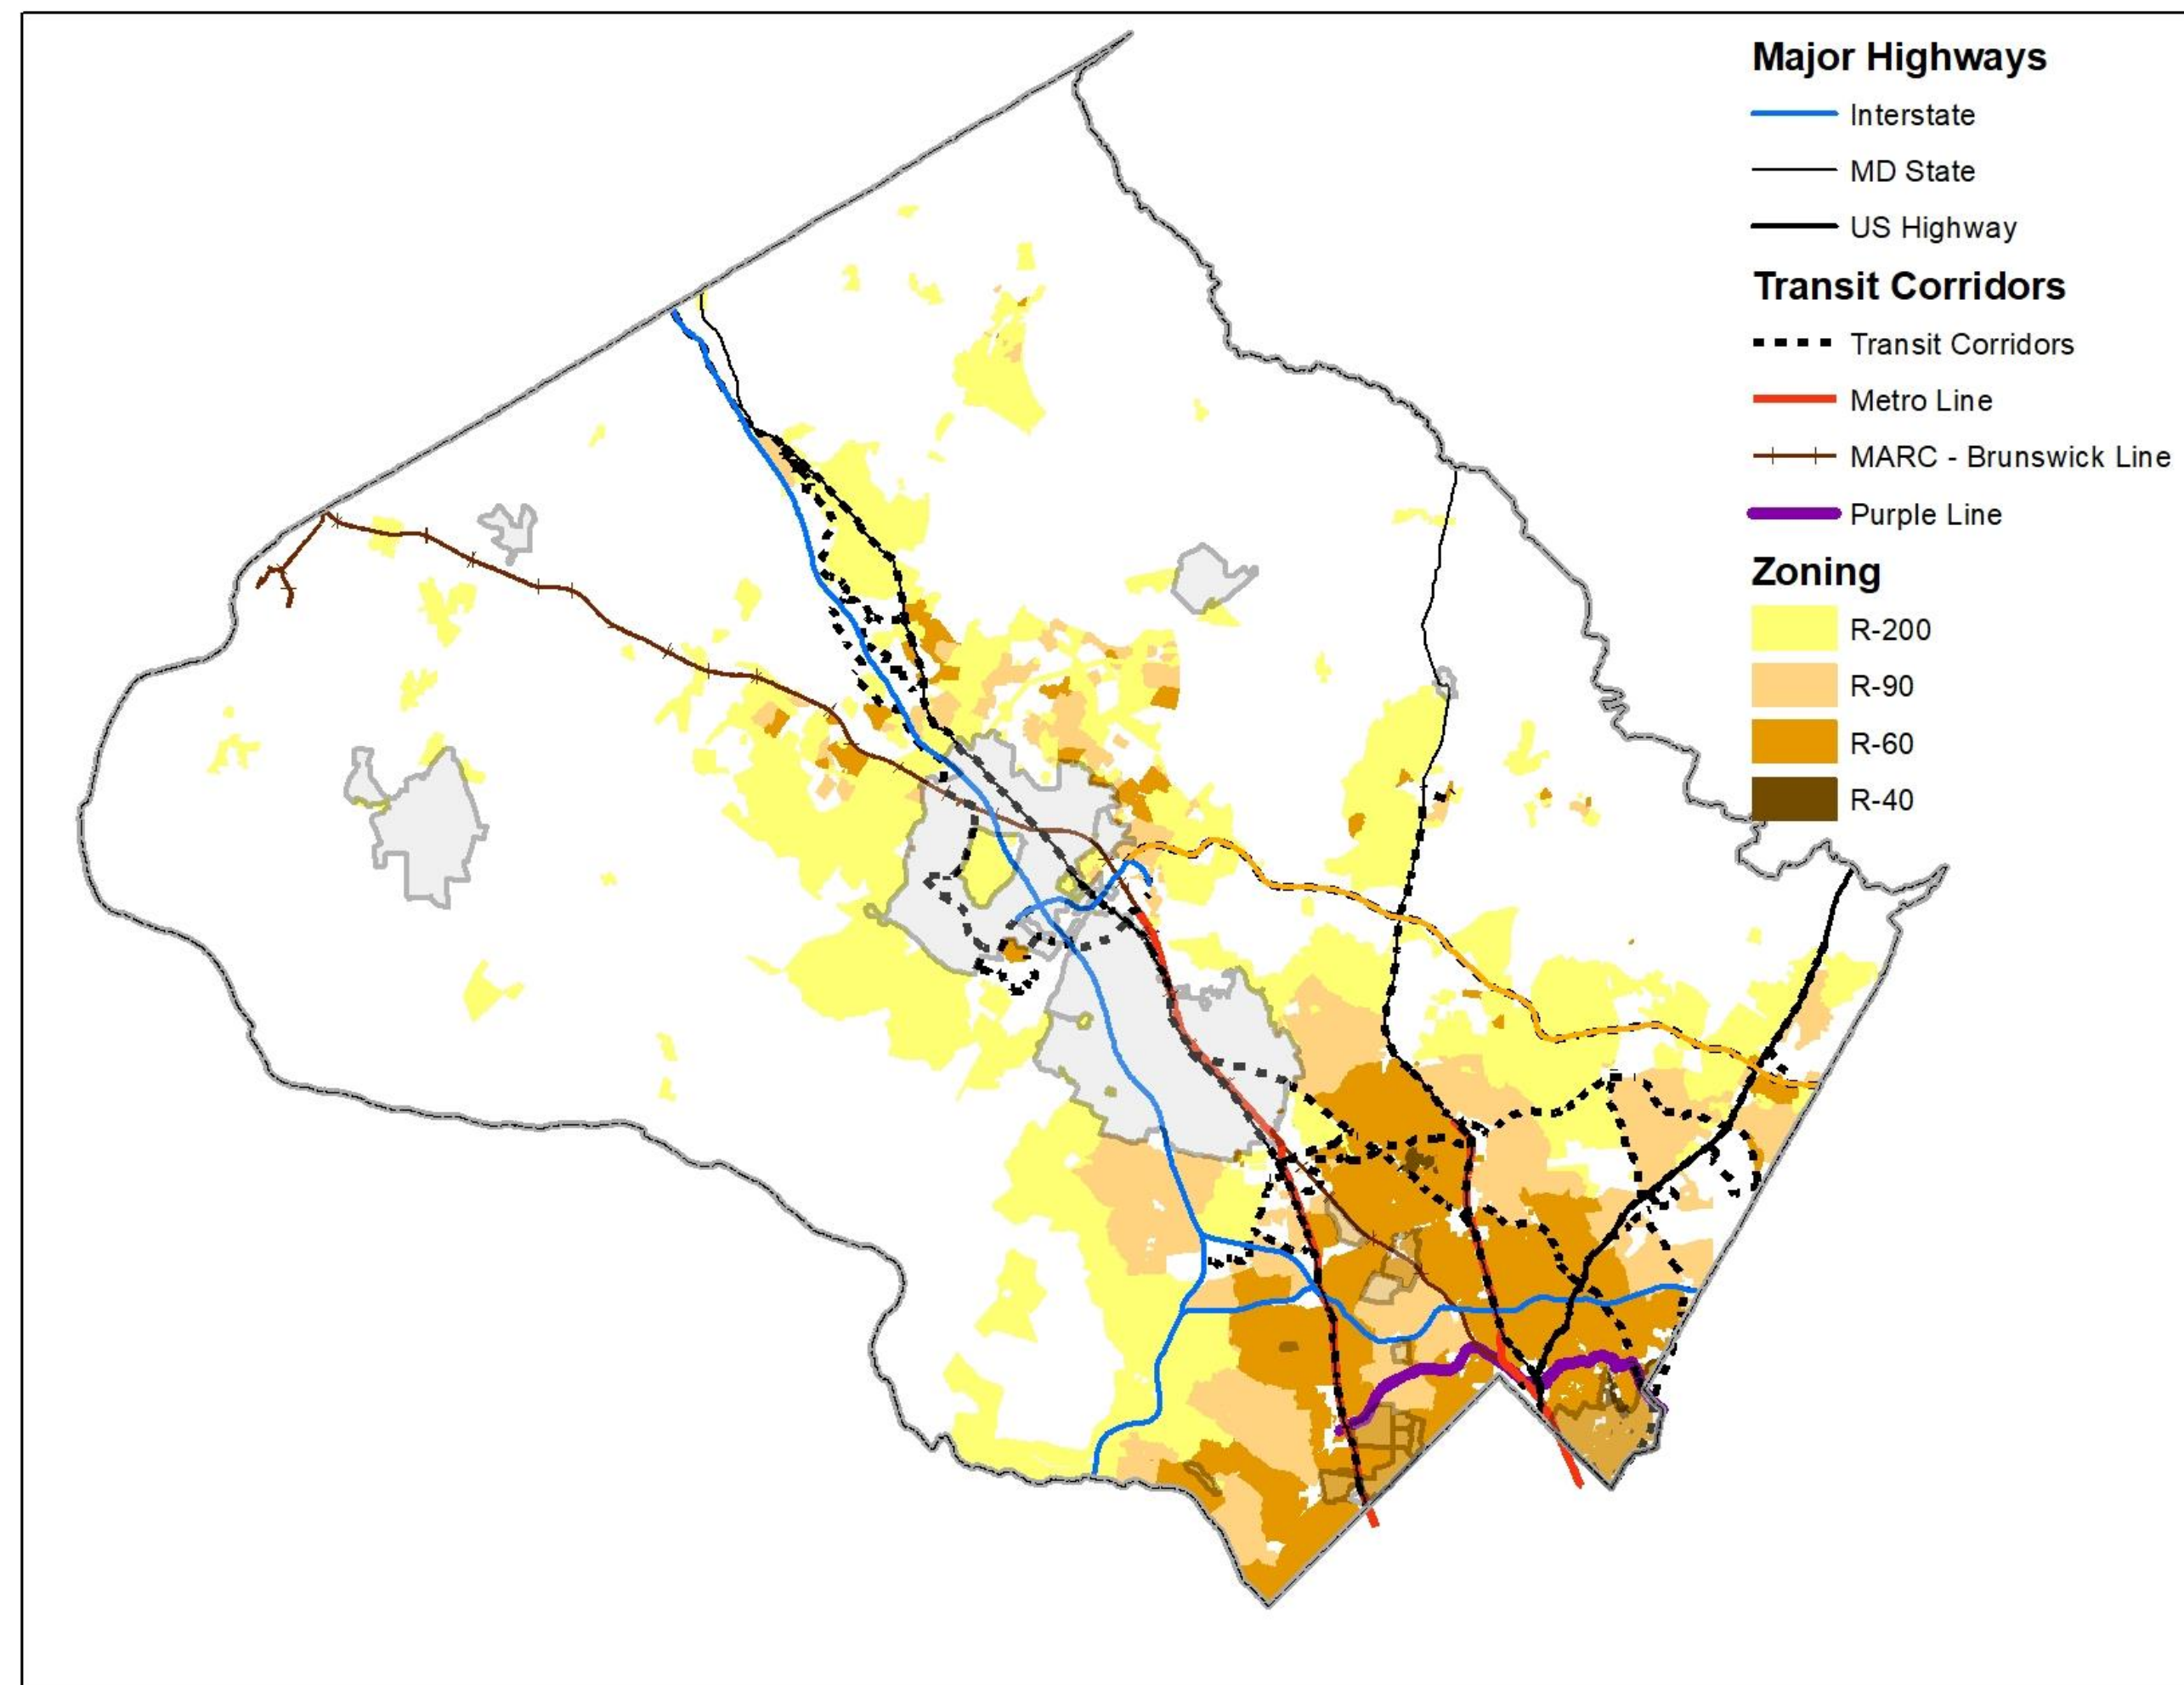 Major Highways
Interstate
MD State
US Highway
Transit Corridors
Transit Corridors
Metro Line
MARC - Brunswick Line
Purple Line
Zoning
R-200
R-90
R-60
R-40